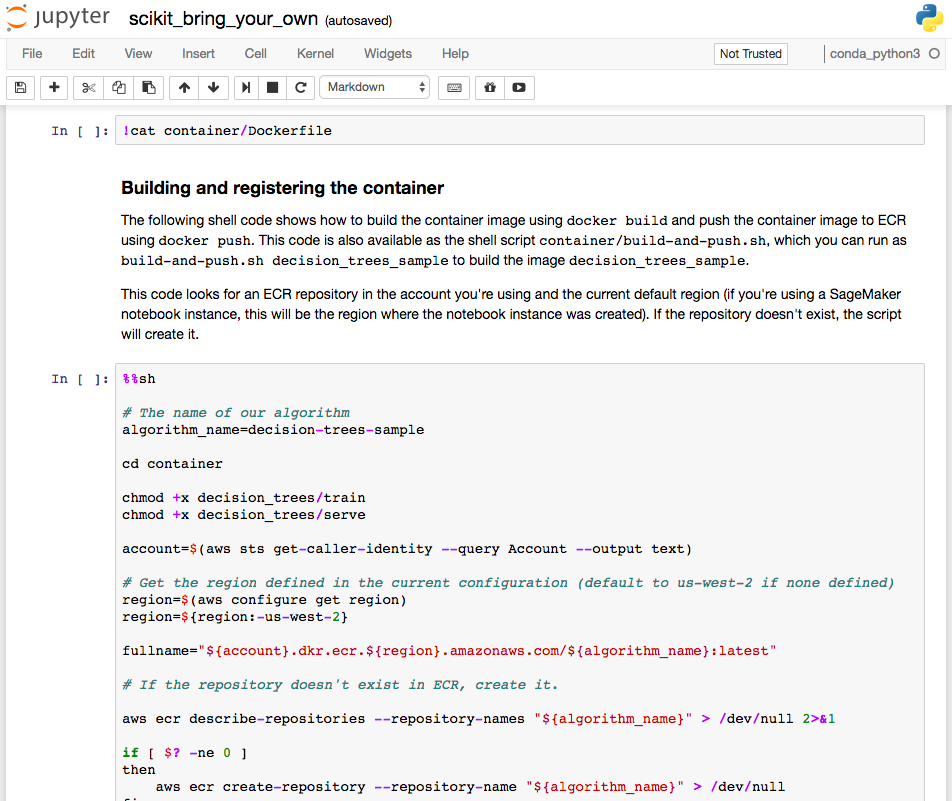 jupyter scikit_bring_your_own (autosaved)
File Edit View Insert Cell Kernel Widgets Help Not Trusted conda_python3
Markdown
In [ ]: !cat container/Dockerfile
Building and registering the container
The following shell code shows how to build the container image using docker build and push the container image to ECR
using docker push. This code is also available as the shell script container/build-and-push.sh, which you can run as
build-and-push.sh decision_trees_sample to build the image decision_trees_sample.
This code looks for an ECR repository in the account you're using and the current default region (if you're using a SageMaker
notebook instance, this will be the region where the notebook instance was created). If the repository doesn't exist, the script
will create it.
In [ ]: %%sh
# The name of our algorithm
algorithm_name=decision-trees-sample
cd container
chmod +x decision_trees/train
chmod +x decision_trees/serve
account=$(aws sts get-caller-identity --query Account --output text)
# Get the region defined in the current configuration (default to us-west-2 if none defined)
region=$(aws configure get region)
region=${region:-us-west-2}
fullname="${account}.dkr.ecr.${region}.amazonaws.com/${algorithm_name}:latest"
# If the repository doesn't exist in ECR, create it.
aws ecr describe-repositories --repository-names "${algorithm_name}" > /dev/null 2>&1
if [ $? -ne 0 ]
then
    aws ecr create-repository --repository-name "${algorithm_name}" > /dev/null